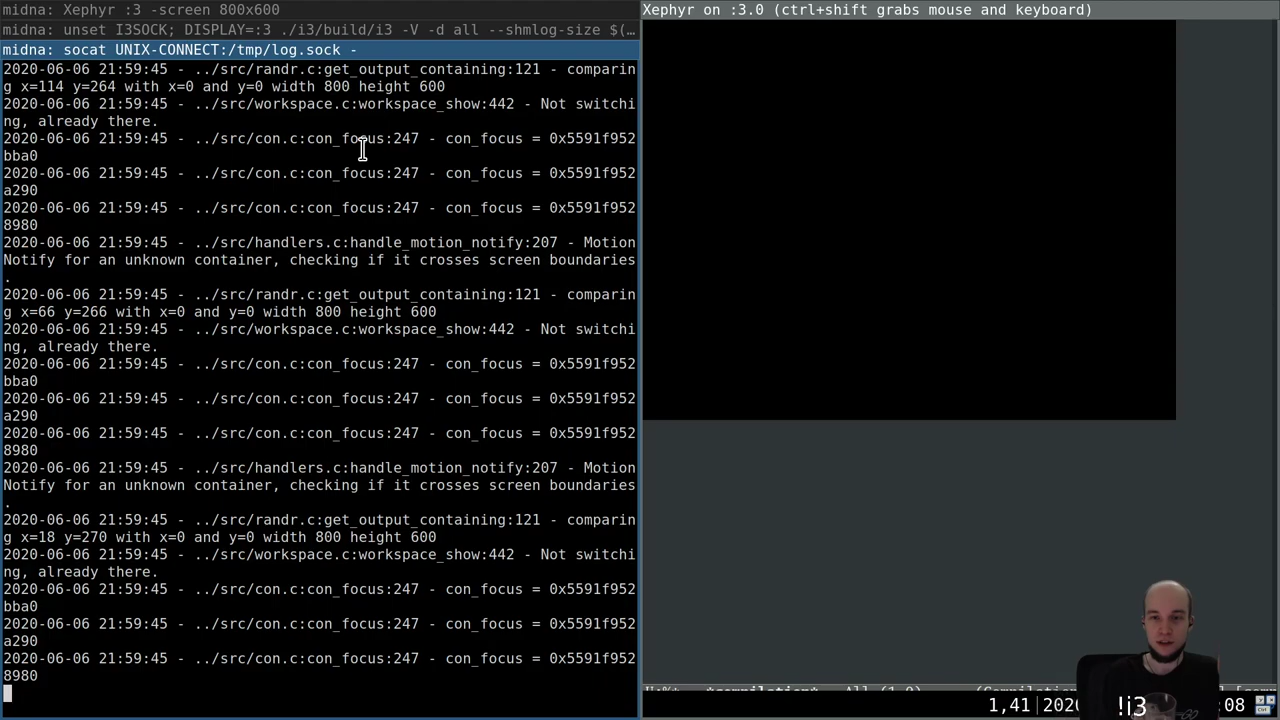 midna: Xephyr :3 -screen 800x600
midna: unset I3SOCK; DISPLAY=:3 ./i3/build/i3 -V -d all --shmlog-size $(…
midna: socat UNIX-CONNECT:/tmp/log.sock -
2020-06-06 21:59:45 - ../src/randr.c:get_output_containing:121 - comparin
g x=114 y=264 with x=0 and y=0 width 800 height 600
2020-06-06 21:59:45 - ../src/workspace.c:workspace_show:442 - Not switchi
ng, already there.
2020-06-06 21:59:45 - ../src/con.c:con_focus:247 - con_focus = 0x5591f952
bba0
2020-06-06 21:59:45 - ../src/con.c:con_focus:247 - con_focus = 0x5591f952
a290
2020-06-06 21:59:45 - ../src/con.c:con_focus:247 - con_focus = 0x5591f952
8980
2020-06-06 21:59:45 - ../src/handlers.c:handle_motion_notify:207 - Motion
Notify for an unknown container, checking if it crosses screen boundaries
.
2020-06-06 21:59:45 - ../src/randr.c:get_output_containing:121 - comparin
g x=66 y=266 with x=0 and y=0 width 800 height 600
2020-06-06 21:59:45 - ../src/workspace.c:workspace_show:442 - Not switchi
ng, already there.
2020-06-06 21:59:45 - ../src/con.c:con_focus:247 - con_focus = 0x5591f952
bba0
2020-06-06 21:59:45 - ../src/con.c:con_focus:247 - con_focus = 0x5591f952
a290
2020-06-06 21:59:45 - ../src/con.c:con_focus:247 - con_focus = 0x5591f952
8980
2020-06-06 21:59:45 - ../src/handlers.c:handle_motion_notify:207 - Motion
Notify for an unknown container, checking if it crosses screen boundaries
.
2020-06-06 21:59:45 - ../src/randr.c:get_output_containing:121 - comparin
g x=18 y=270 with x=0 and y=0 width 800 height 600
2020-06-06 21:59:45 - ../src/workspace.c:workspace_show:442 - Not switchi
ng, already there.
2020-06-06 21:59:45 - ../src/con.c:con_focus:247 - con_focus = 0x5591f952
bba0
2020-06-06 21:59:45 - ../src/con.c:con_focus:247 - con_focus = 0x5591f952
a290
2020-06-06 21:59:45 - ../src/con.c:con_focus:247 - con_focus = 0x5591f952
8980
Xephyr on :3.0 (ctrl+shift grabs mouse and keyboard)
1,41
!i3
:08